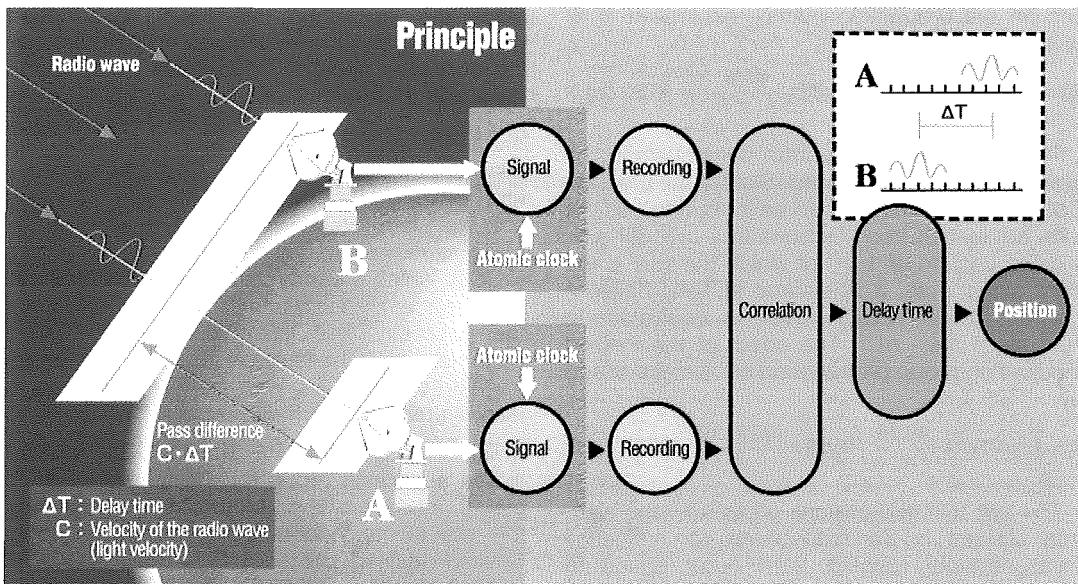 Principle
Radio wave
B
Atomic clock
Signal
Recording
Atomic clock
Signal
Recording
Correlation
A
ΔT
B
Delay time
Position
Pass difference
C·ΔT
A
ΔT : Delay time
C : Velocity of the radio wave
(light velocity)